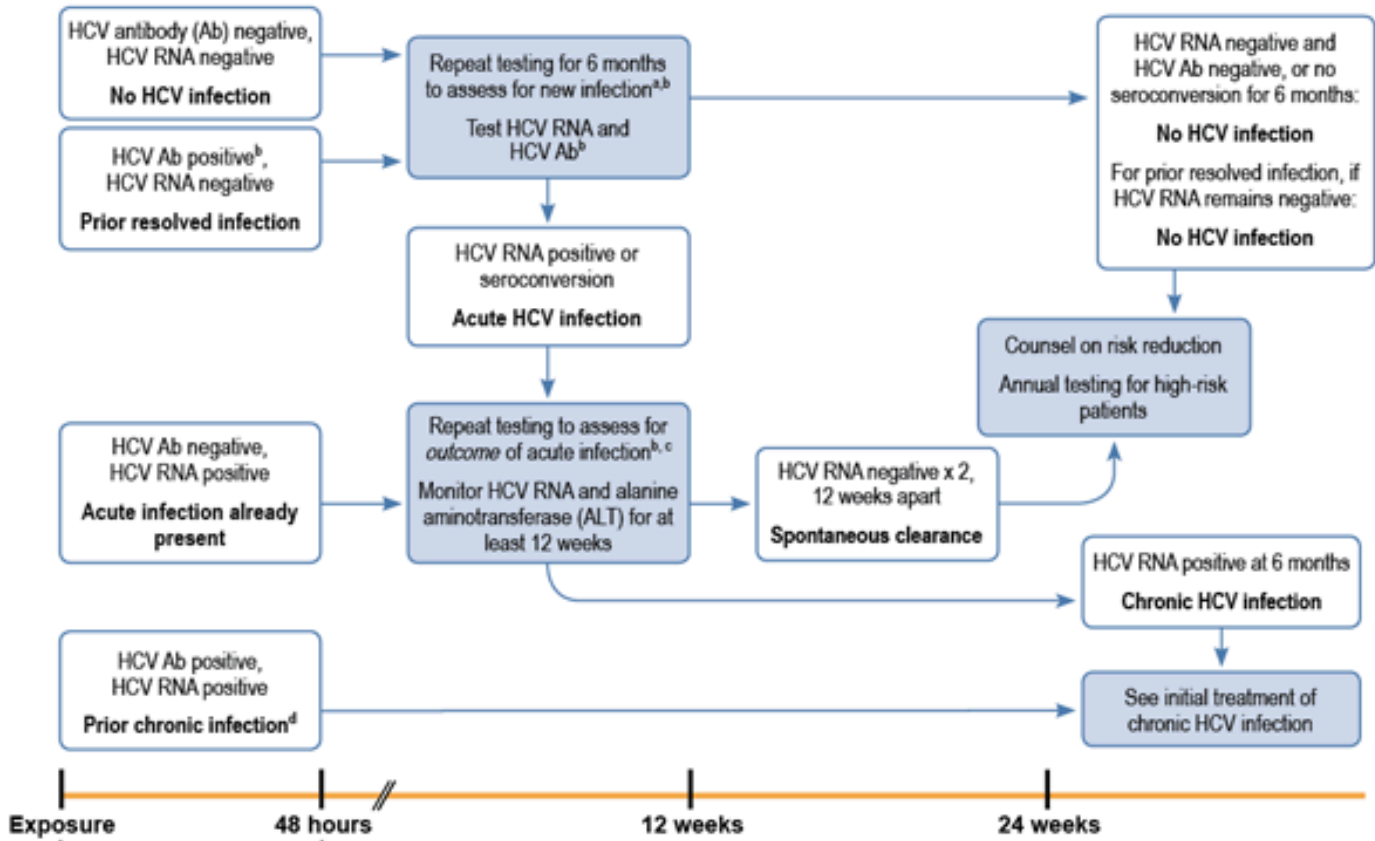 HCV antibody (Ab) negative,
HCV RNA negative
No HCV infection
HCV Ab positiveᵇ,
HCV RNA negative
Prior resolved infection
Repeat testing for 6 months
to assess for new infectionᵃ,ᵇ
Test HCV RNA and
HCV Abᵇ
HCV RNA negative and
HCV Ab negative, or no
seroconversion for 6 months:
No HCV infection
For prior resolved infection, if
HCV RNA remains negative:
No HCV infection
HCV RNA positive or
seroconversion
Acute HCV infection
Counsel on risk reduction
Annual testing for high-risk
patients
HCV Ab negative,
HCV RNA positive
Acute infection already
present
Repeat testing to assess for
outcome of acute infectionᵇ, ᶜ
Monitor HCV RNA and alanine
aminotransferase (ALT) for at
least 12 weeks
HCV RNA negative x 2,
12 weeks apart
Spontaneous clearance
HCV RNA positive at 6 months
Chronic HCV infection
HCV Ab positive,
HCV RNA positive
Prior chronic infectionᵈ
See initial treatment of
chronic HCV infection
Exposure
48 hours
12 weeks
24 weeks